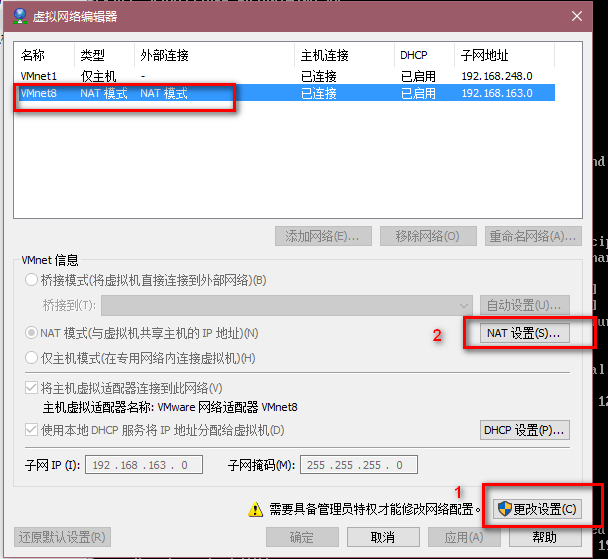 虚拟网络编辑器
名称 类型 外部连接 主机连接 DHCP 子网地址
VMnet1 仅主机 - 已连接 已启用 192.168.248.0
VMnet8 NAT 模式 NAT 模式 已连接 已启用 192.168.163.0
添加网络(E)... 移除网络(O) 重命名网络(A)...
VMnet 信息
桥接模式(将虚拟机直接连接到外部网络)(B)
桥接到(T): 自动设置(U)...
NAT 模式(与虚拟机共享主机的 IP 地址)(N) 2 NAT 设置(S)...
仅主机模式(在专用网络内连接虚拟机)(H)
将主机虚拟适配器连接到此网络(V)
主机虚拟适配器名称: VMware 网络适配器 VMnet8
使用本地 DHCP 服务将 IP 地址分配给虚拟机(D) DHCP 设置(P)...
子网 IP (I): 192 .168 .163 . 0 子网掩码(M): 255 .255 .255 . 0
1
需要具备管理员特权才能修改网络配置。 更改设置(C)
还原默认设置(R) 确定 取消 应用(A) 帮助